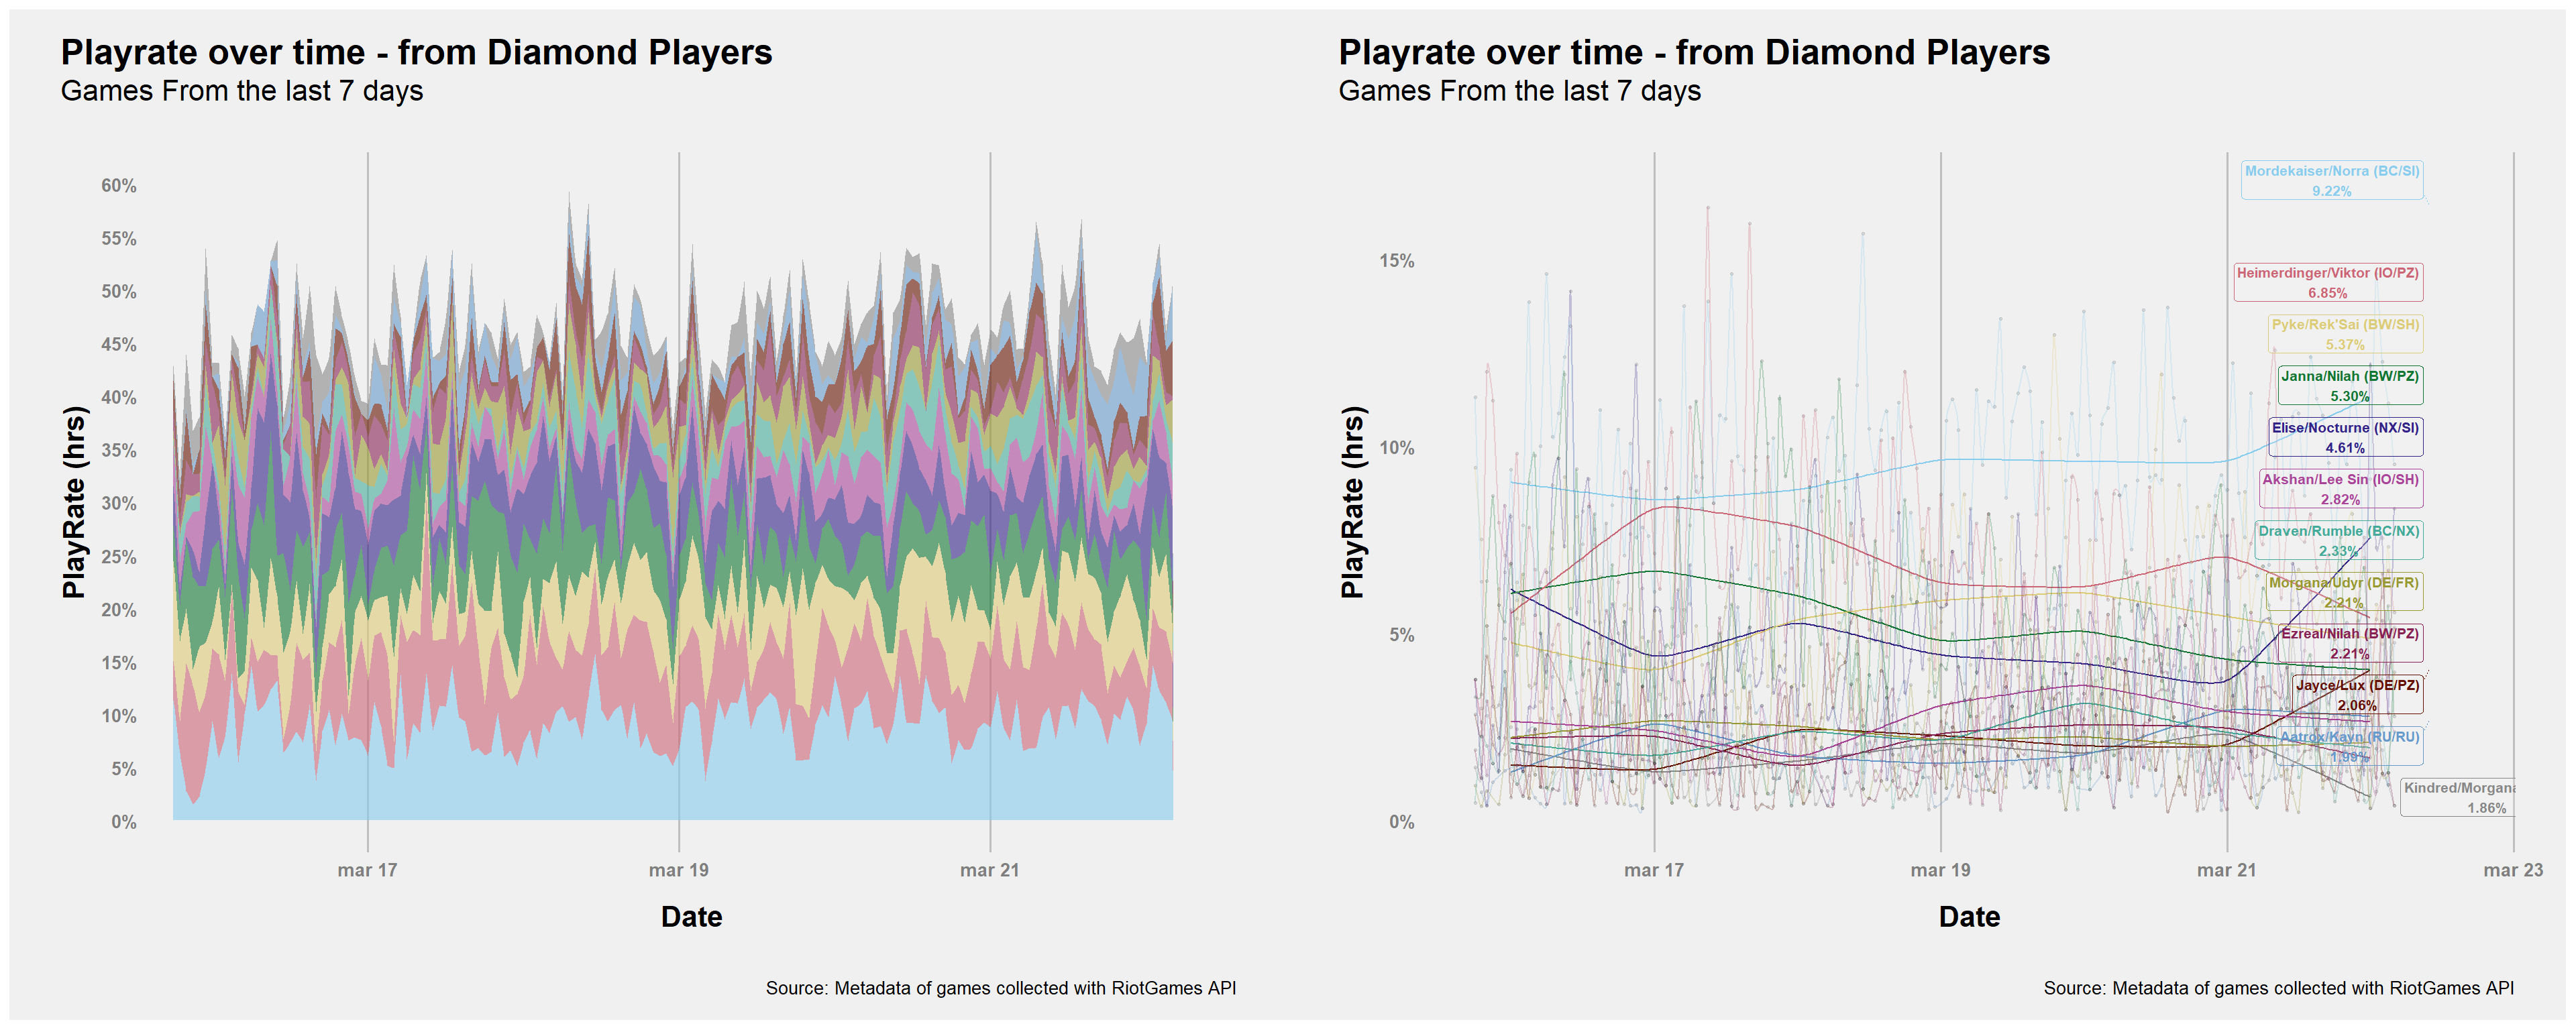 Playrate over time - from Diamond Players
Games From the last 7 days
60%
55%
50%
45%
40%
35%
30%
25%
20%
15%
10%
5%
0%
PlayRate (hrs)
mar 17
mar 19
mar 21
Date
Source: Metadata of games collected with RiotGames API
Playrate over time - from Diamond Players
Games From the last 7 days
15%
10%
5%
0%
PlayRate (hrs)
Mordekaiser/Norra (BC/SI)
9.22%
Heimerdinger/Viktor (IO/PZ)
6.85%
Pyke/Rek'Sai (BW/SH)
5.37%
Janna/Nilah (BW/PZ)
5.30%
Elise/Nocturne (NX/SI)
4.61%
Akshan/Lee Sin (IO/SH)
2.82%
Draven/Rumble (BC/NX)
2.33%
Morgana/Udyr (DE/FR)
2.21%
Ezreal/Nilah (BW/PZ)
2.21%
Jayce/Lux (DE/PZ)
2.06%
Aatrox/Kayn (RU/RU)
1.99%
Kindred/Morgana
1.86%
mar 17
mar 19
mar 21
mar 23
Date
Source: Metadata of games collected with RiotGames API